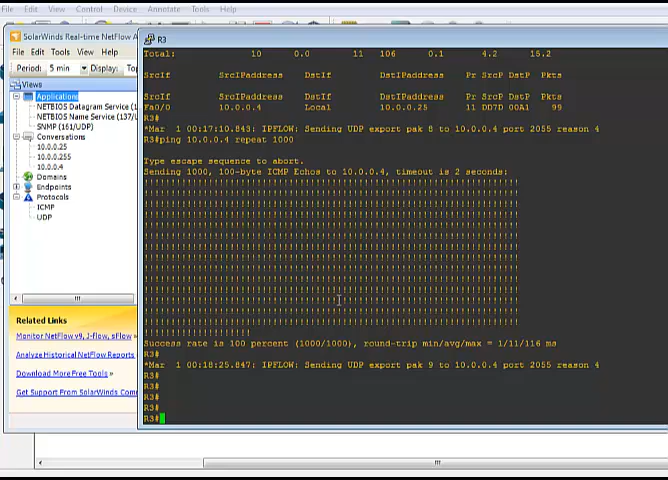 File Edit View Control Device Annotate Tools Help
SolarWinds Real-time NetFlow A
File Edit Tools View Help
Period: 5 min Display: Top
Views
Applications
NETBIOS Datagram Service (1
NETBIOS Name Service (137/U
SNMP (161/UDP)
Conversations
10.0.0.25
10.0.0.255
10.0.0.4
Domains
Endpoints
Protocols
ICMP
UDP
Related Links
Monitor NetFlow v9, J-flow, sFlow
Analyze Historical NetFlow Reports
Download More Free Tools »
Get Support From SolarWinds Com
R3
Total: 10 0.0 11 106 0.1 4.2 15.2
SrcIf SrcIPaddress DstIf DstIPaddress Pr SrcP DstP Pkts
SrcIf SrcIPaddress DstIf DstIPaddress Pr SrcP DstP Pkts
Fa0/0 10.0.0.4 Local 10.0.0.25 11 DD7D 00A1 99
R3#
*Mar 1 00:17:10.843: IPFLOW: Sending UDP export pak 8 to 10.0.0.4 port 2055 reason 4
R3#ping 10.0.0.4 repeat 1000
Type escape sequence to abort.
Sending 1000, 100-byte ICMP Echos to 10.0.0.4, timeout is 2 seconds:
Success rate is 100 percent (1000/1000), round-trip min/avg/max = 1/11/116 ms
R3#
*Mar 1 00:18:25.847: IPFLOW: Sending UDP export pak 9 to 10.0.0.4 port 2055 reason 4
R3#
R3#
R3#
R3#
R3#